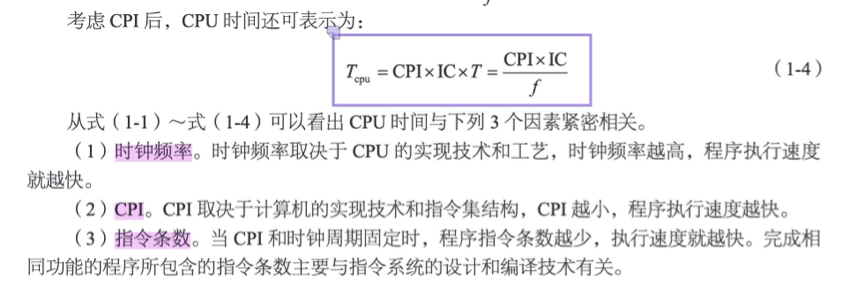 考虑 CPI 后，CPU 时间还可表示为：
T_cpu = CPI×IC×T = CPI×IC / f （1-4）
从式（1-1）～式（1-4）可以看出 CPU 时间与下列 3 个因素紧密相关。
（1）时钟频率。时钟频率取决于 CPU 的实现技术和工艺，时钟频率越高，程序执行速度
就越快。
（2）CPI。CPI 取决于计算机的实现技术和指令集结构，CPI 越小，程序执行速度越快。
（3）指令条数。当 CPI 和时钟周期固定时，程序指令条数越少，执行速度就越快。完成相
同功能的程序所包含的指令条数主要与指令系统的设计和编译技术有关。